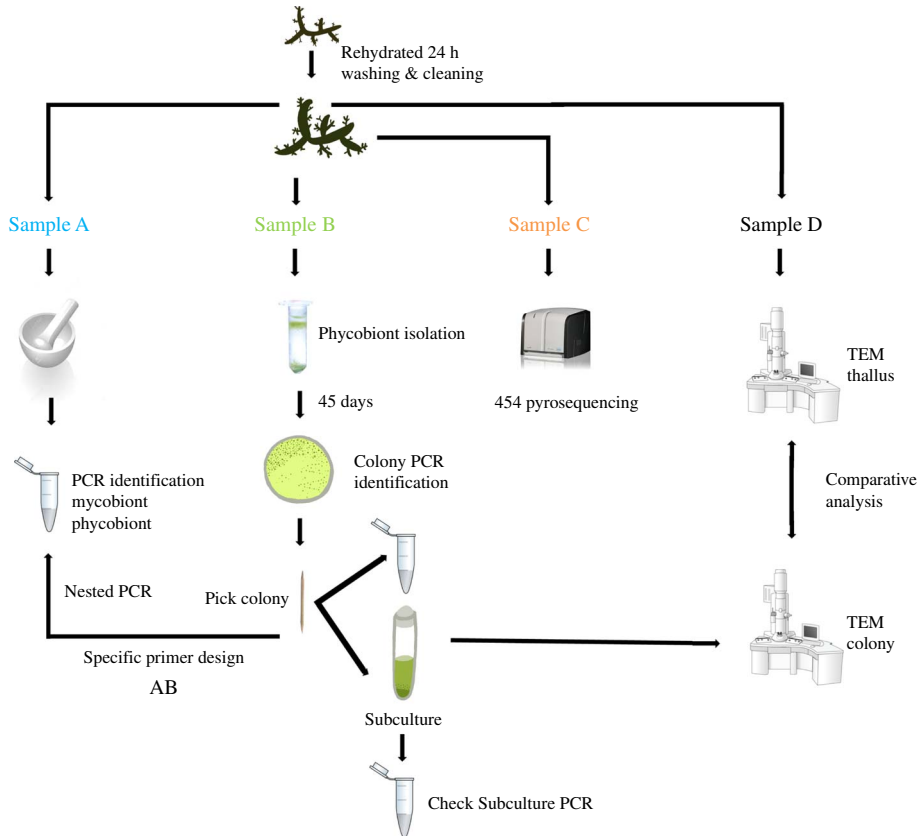 Rehydrated 24 h
washing & cleaning
Sample A
Sample B
Sample C
Sample D
Phycobiont isolation
TEM
thallus
45 days
454 pyrosequencing
PCR identification
mycobiont
phycobiont
Colony PCR
identification
Comparative
analysis
Nested PCR
Pick colony
TEM
colony
Specific primer design
AB
Subculture
Check Subculture PCR